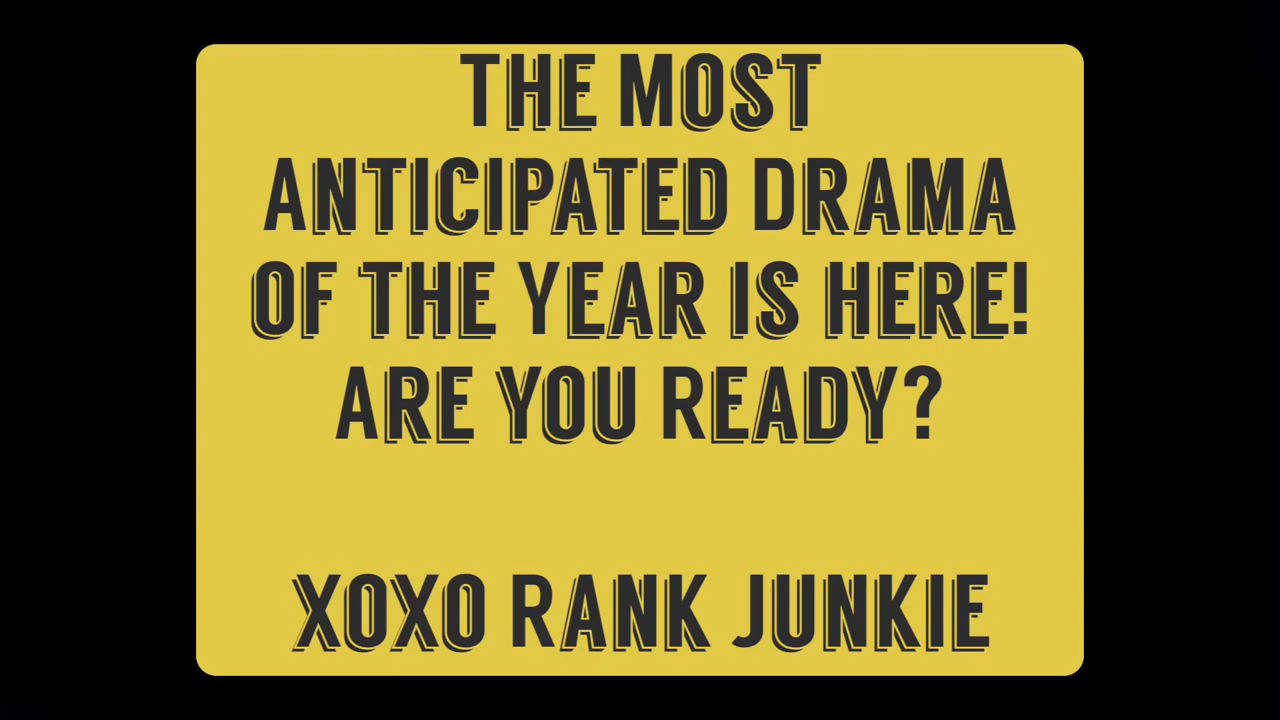 THE MOST
ANTICIPATED DRAMA
OF THE YEAR IS HERE!
ARE YOU READY?
XOXO RANK JUNKIE